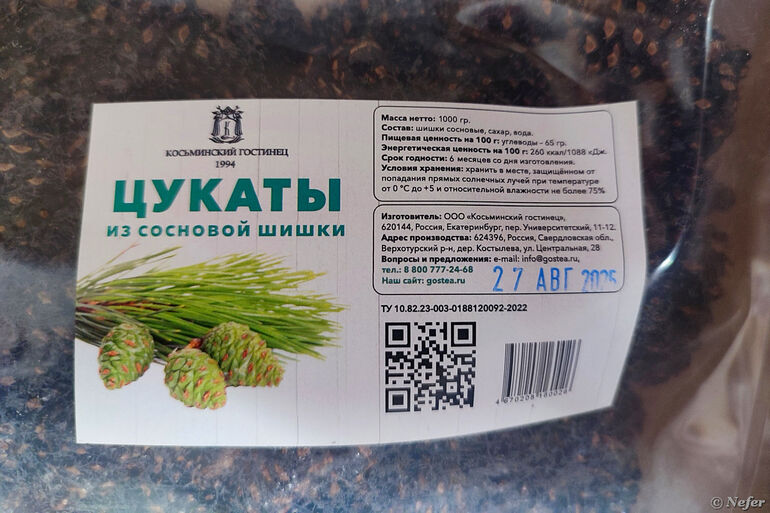 КОСЬМИНСКИЙ ГОСТИНЕЦ
1994
ЦУКАТЫ
ИЗ СОСНОВОЙ ШИШКИ
Масса нетто: 1000 гр.
Состав: шишки сосновые, сахар, вода.
Пищевая ценность на 100 г: углеводы - 65 гр.
Энергетическая ценность на 100 г: 260 ккал/1088 кДж.
Срок годности: 6 месяцев со дня изготовления.
Условия хранения: хранить в месте, защищённом от
попадания прямых солнечных лучей при температуре
от 0 °С до +5 и относительной влажности не более 75%
Изготовитель: ООО «Косьминский гостинец»,
620144, Россия, Екатеринбург, пер. Университетский, 11-12.
Адрес производства: 624396, Россия, Свердловская обл.,
Верхотурский р-н, дер. Костылева, ул. Центральная, 28
Вопросы и предложения: e-mail: info@gostea.ru,
тел.: 8 800 777-24-68
Наш сайт: gostea.ru
27 АВГ 2025
ТУ 10.82.23-003-0188120092-2022
4 670208 180028
© Nefer